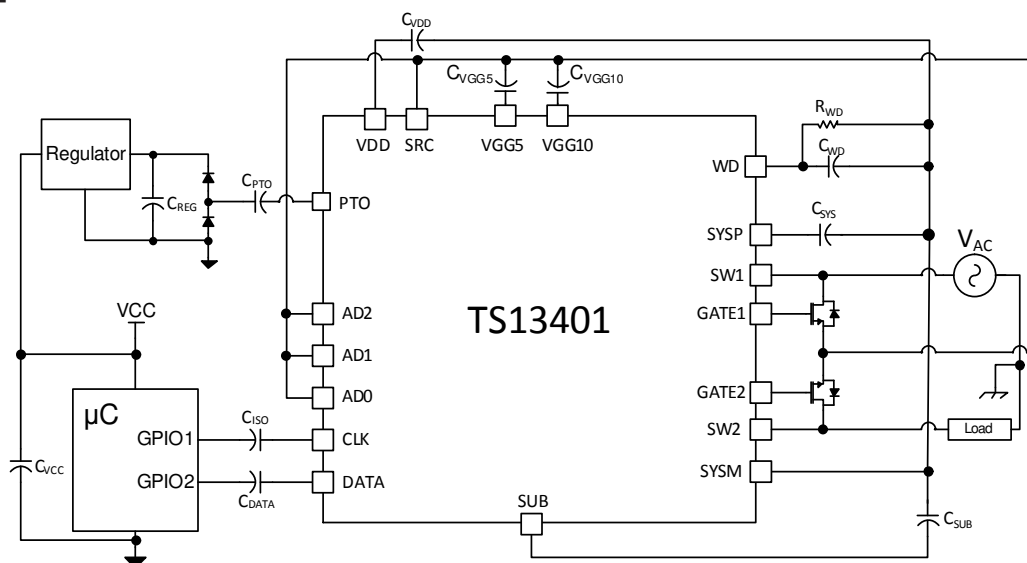 CVDD
CVGG5
CVGG10
VDD
SRC
VGG5
VGG10
RWD
CWD
WD
Regulator
CREG
CPTO
PTO
CSYS
SYSP
VAC
SW1
GATE1
VCC
AD2
AD1
AD0
TS13401
GATE2
SW2
Load
µC
GPIO1
CISO
CLK
CVCC
GPIO2
CDATA
DATA
SYSM
SUB
CSUB